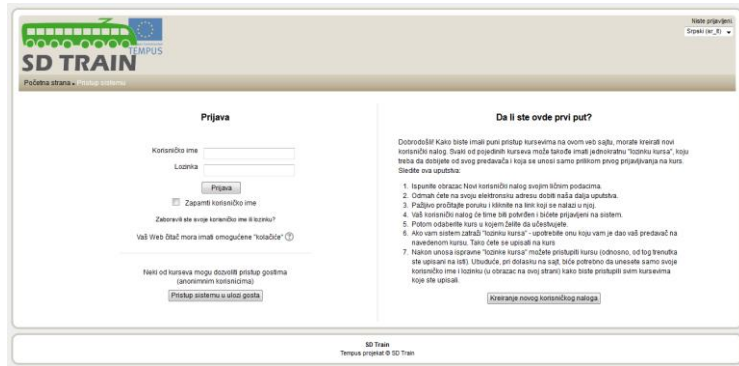 Niste prijavljeni
Srpski (sr_lt)
TEMPUS
SD TRAIN
Početna strana ► Pristup sistemu
Prijava
Korisničko ime
Lozinka
Prijava
Zapamti korisničko ime
Zaboravili ste svoje korisničko ime ili lozinku?
Vaš Web čitač mora imati omogućene "kolačiće" ?
Neki od kurseva mogu dozvoliti pristup gostima
(anonimnim korisnicima)
Pristup sistemu u ulozi gosta
Da li ste ovde prvi put?
Dobrodošli! Kako biste imali puni pristup kursevima na ovom veb sajtu, morate kreirati novi
korisnički nalog. Svaki od pojedinih kurseva može takođe imati jednokratnu "lozinku kursa", koju
treba da dobijete od svog predavača i koja se unosi samo prilikom prvog prijavljivanja na kurs.
Sledite ova uputstva:
1. Ispunite obrazac Novi korisnički nalog svojim ličnim podacima.
2. Odmah ćete na svoju elektronsku adresu dobiti naša dalja uputstva.
3. Pažljivo pročitajte poruku i kliknite na link koji se nalazi u njoj.
4. Vaš korisnički nalog će time biti potvrđen i bićete prijavljeni na sistem.
5. Potom odaberite kurs u kojem želite da učestvujete.
6. Ako vam sistem zatraži "lozinku kursa" - upotrebite onu koju vam je dao vaš predavač na
navedenom kursu. Tako ćete se upisati na kurs
7. Nakon unosa ispravne "lozinke kursa" možete pristupiti kursu (odnosno, od tog trenutka
ste upisani na isti). Ubuduće, pri dolasku na sajt, biće potrebno da unesete samo svoje
korisničko ime i lozinku (u obrazac na ovoj strani) kako biste pristupili svim kursevima
koje ste upisali.
Kreiranje novog korisničkog naloga
SD Train
Tempus projekat © SD Train